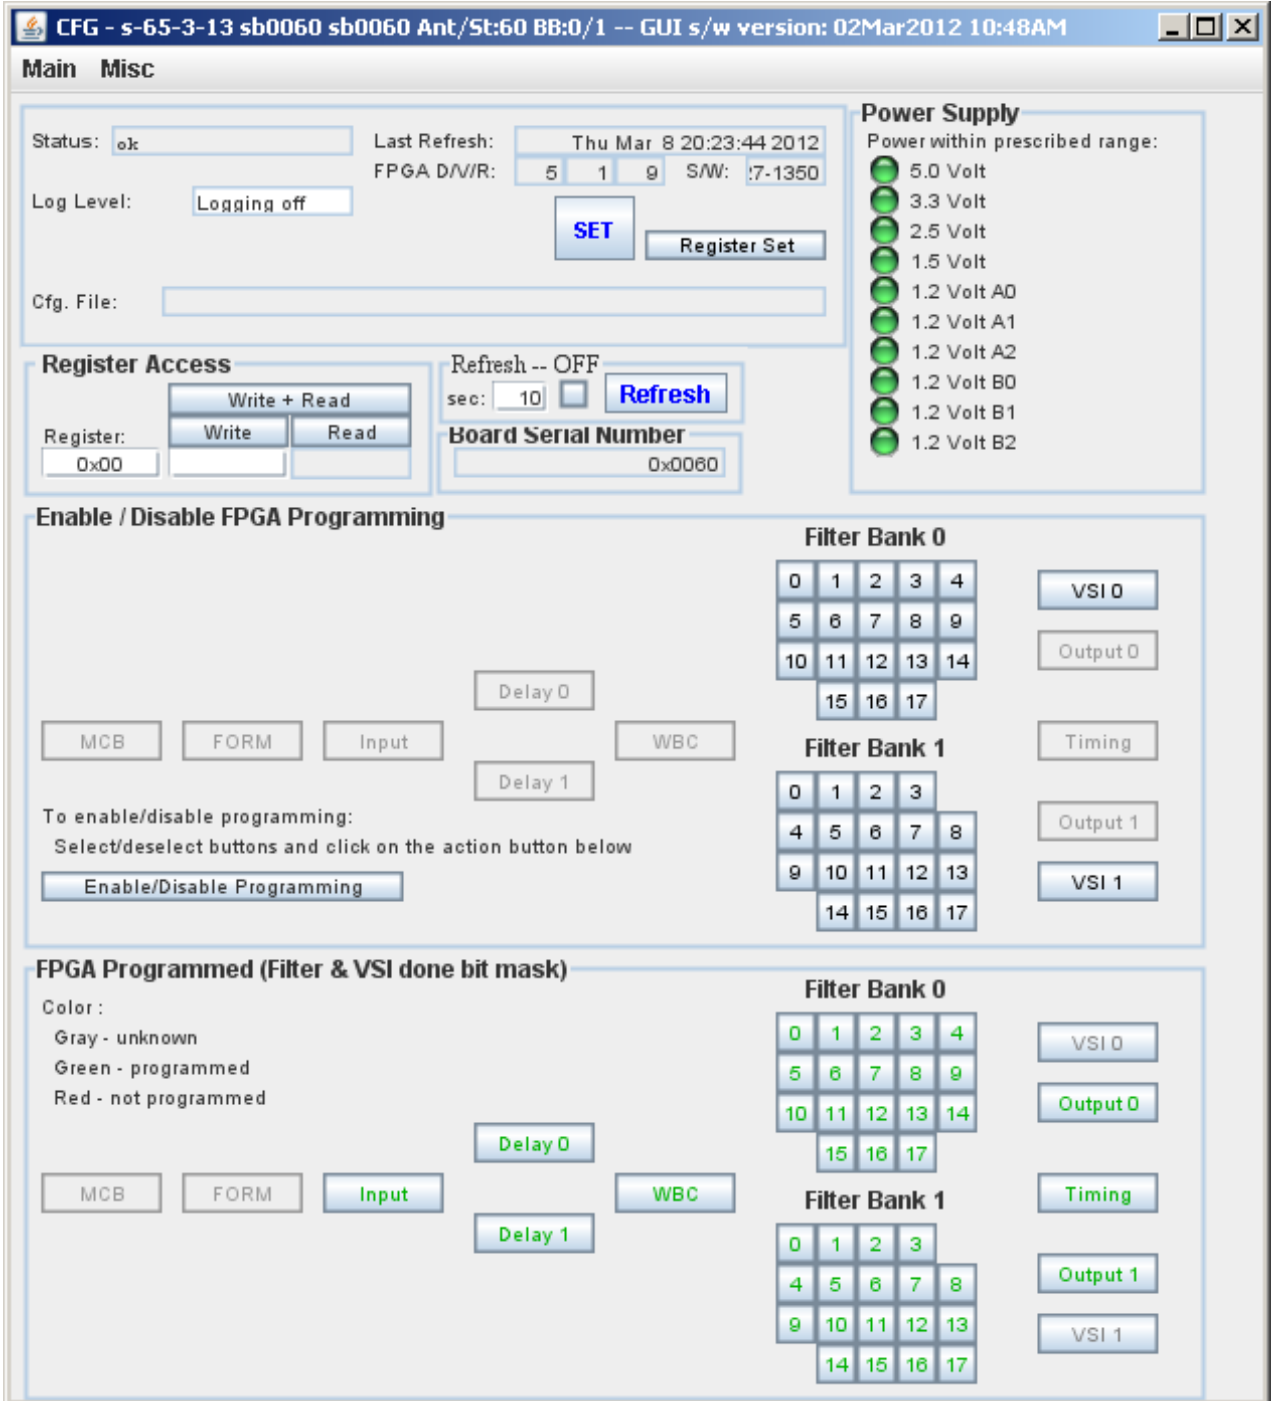 CFG - s-65-3-13 sb0060 sb0060 Ant/St:60 BB:0/1 -- GUI s/w version: 02Mar2012 10:48AM
Main Misc
Status: ok
Last Refresh: Thu Mar 8 20:23:44 2012
FPGA D/V/R: 5 1 9 S/W: :7-1350
Log Level: Logging off
SET
Register Set
Cfg. File:
Power Supply
Power within prescribed range:
5.0 Volt
3.3 Volt
2.5 Volt
1.5 Volt
1.2 Volt A0
1.2 Volt A1
1.2 Volt A2
1.2 Volt B0
1.2 Volt B1
1.2 Volt B2
Register Access
Write + Read
Register: Write Read
0x00
Refresh -- OFF
sec: 10 Refresh
Board Serial Number
0x0060
Enable / Disable FPGA Programming
MCB FORM Input
Delay 0
Delay 1
WBC
To enable/disable programming:
Select/deselect buttons and click on the action button below
Enable/Disable Programming
Filter Bank 0
0 1 2 3 4
5 6 7 8 9
10 11 12 13 14
15 16 17
Filter Bank 1
0 1 2 3
4 5 6 7 8
9 10 11 12 13
14 15 16 17
VSI 0
Output 0
Timing
Output 1
VSI 1
FPGA Programmed (Filter & VSI done bit mask)
Color :
Gray - unknown
Green - programmed
Red - not programmed
MCB FORM Input
Delay 0
Delay 1
WBC
Filter Bank 0
0 1 2 3 4
5 6 7 8 9
10 11 12 13 14
15 16 17
Filter Bank 1
0 1 2 3
4 5 6 7 8
9 10 11 12 13
14 15 16 17
VSI 0
Output 0
Timing
Output 1
VSI 1